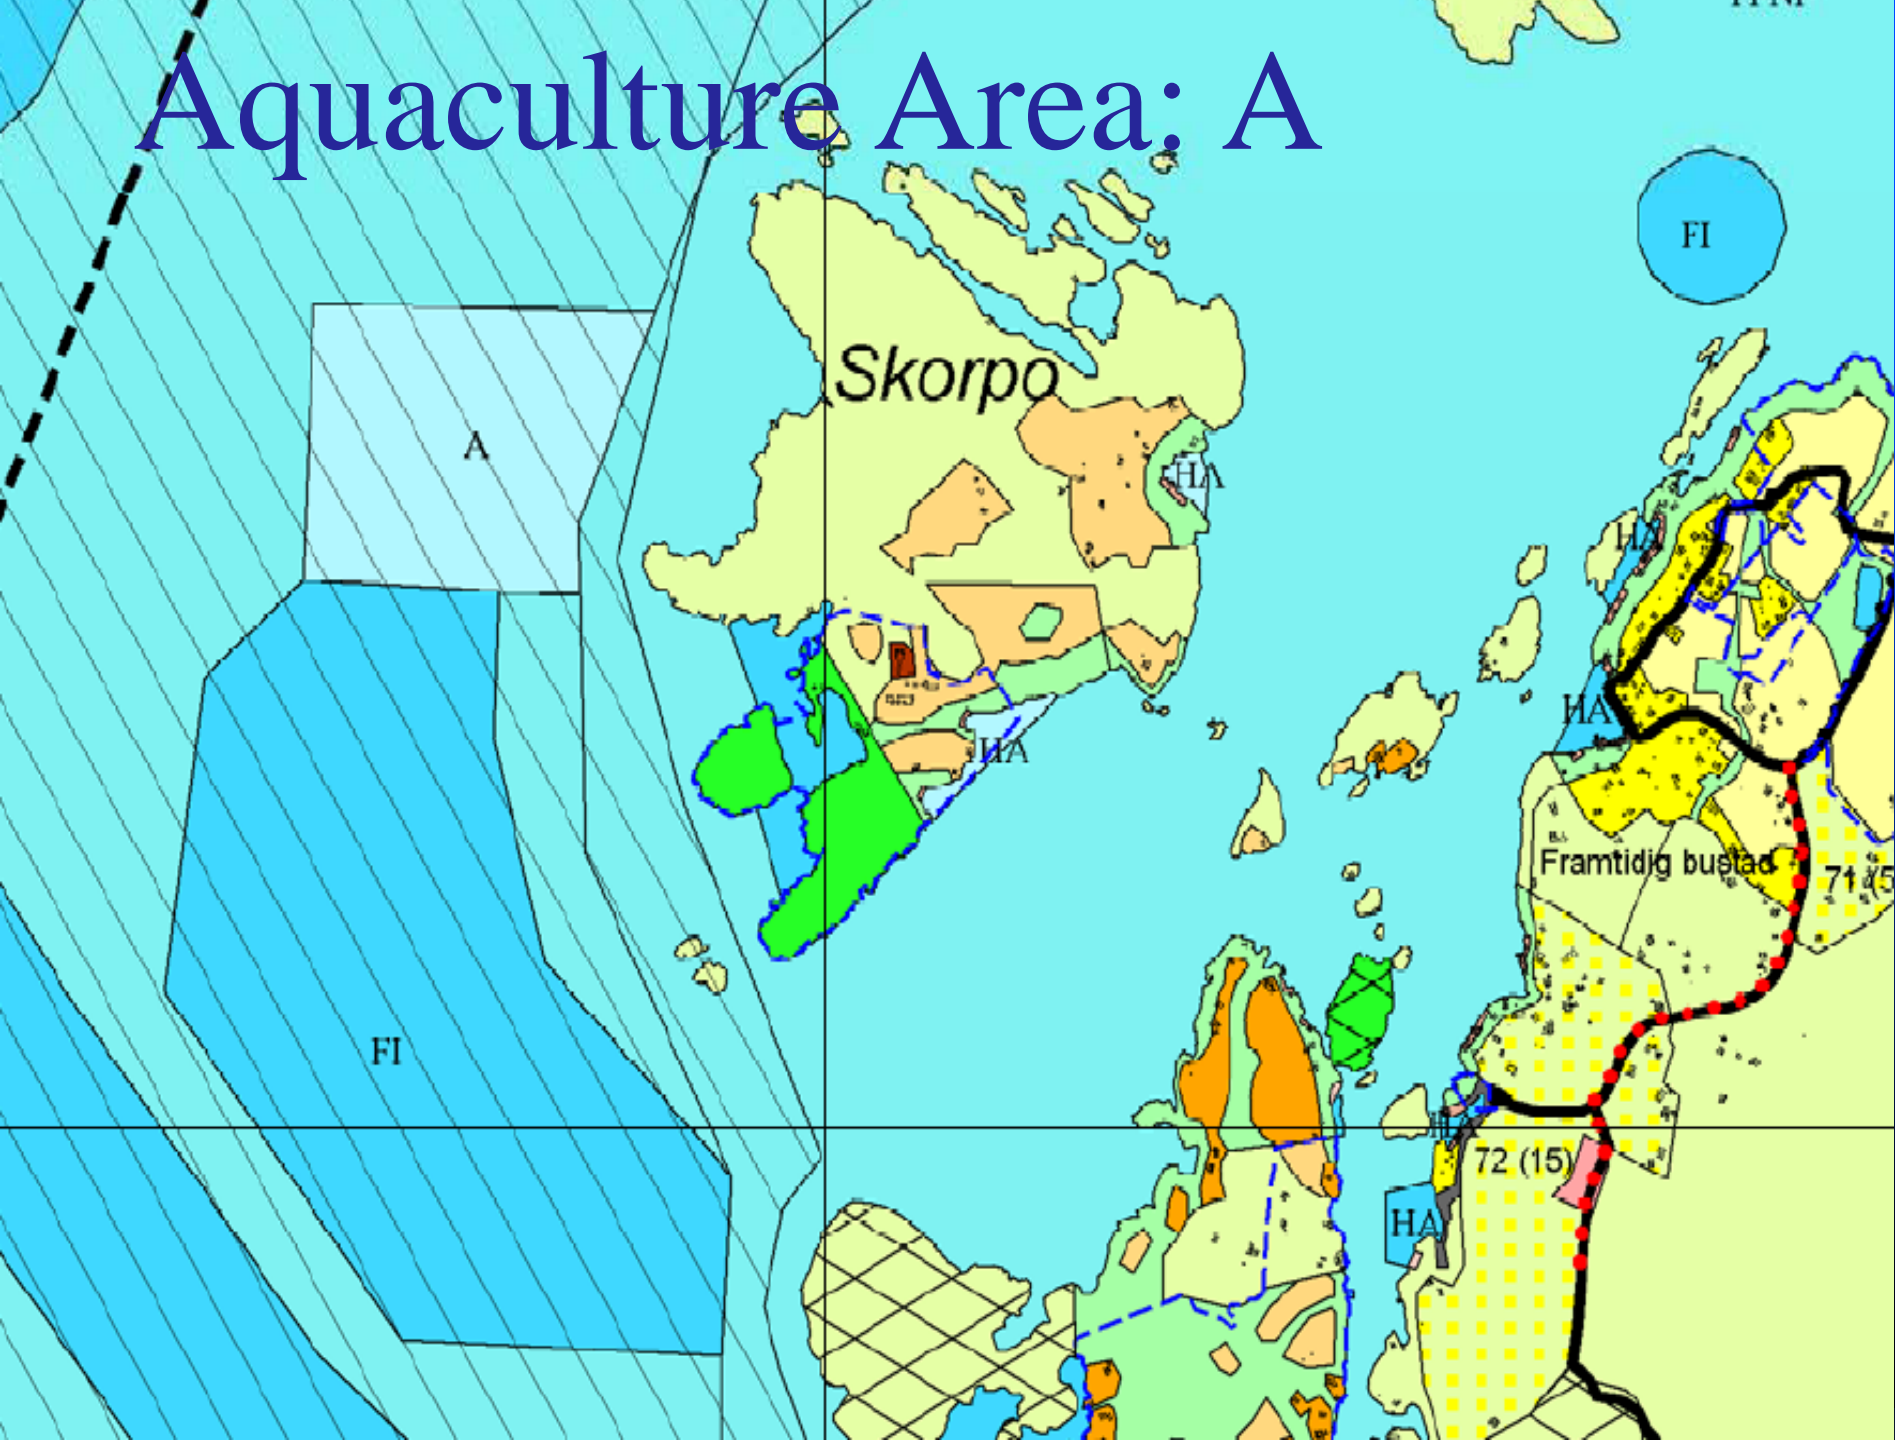 Aquaculture Area: A
FI
Skorpo
A
HA
HA
HA
HA
Framtidig bustad
71 (5
FI
72 (15)
HA